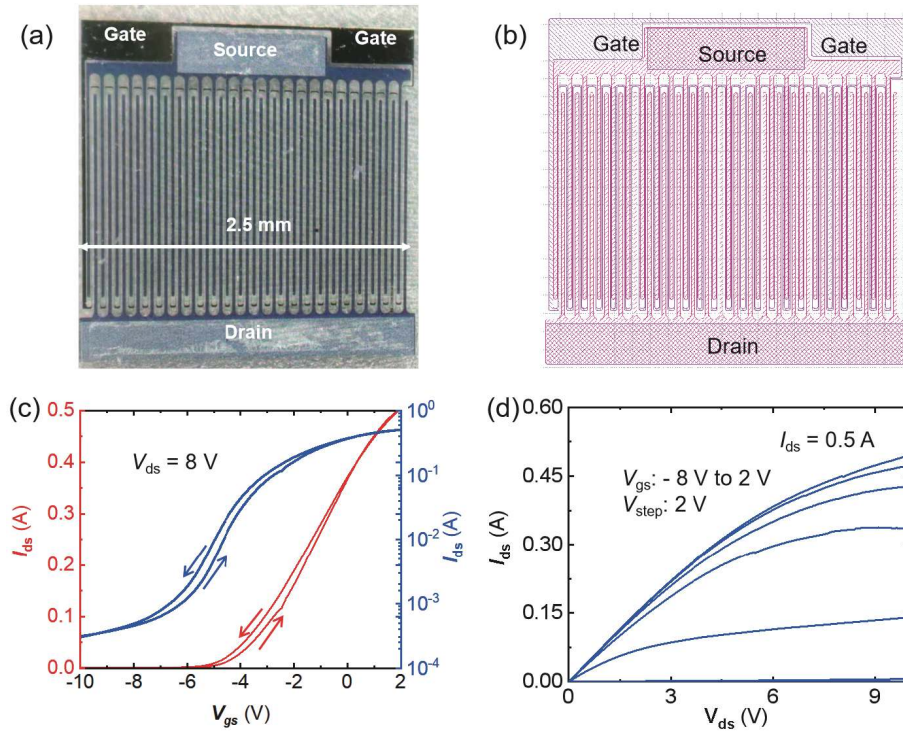 (a)
Gate
Source
Gate
2.5 mm
Drain
(b)
Gate
Source
Gate
Drain
(c)
0.5
0.4
0.3
0.2
0.1
0.0
I_ds (A)
V_ds = 8 V
10^0
10^-1
10^-2
10^-3
10^-4
I_ds (A)
-10 -8 -6 -4 -2 0 2
V_gs (V)
(d)
0.60
0.45
0.30
0.15
0.00
I_ds (A)
I_ds = 0.5 A
V_gs: - 8 V to 2 V
V_step: 2 V
0 3 6 9
V_ds (V)